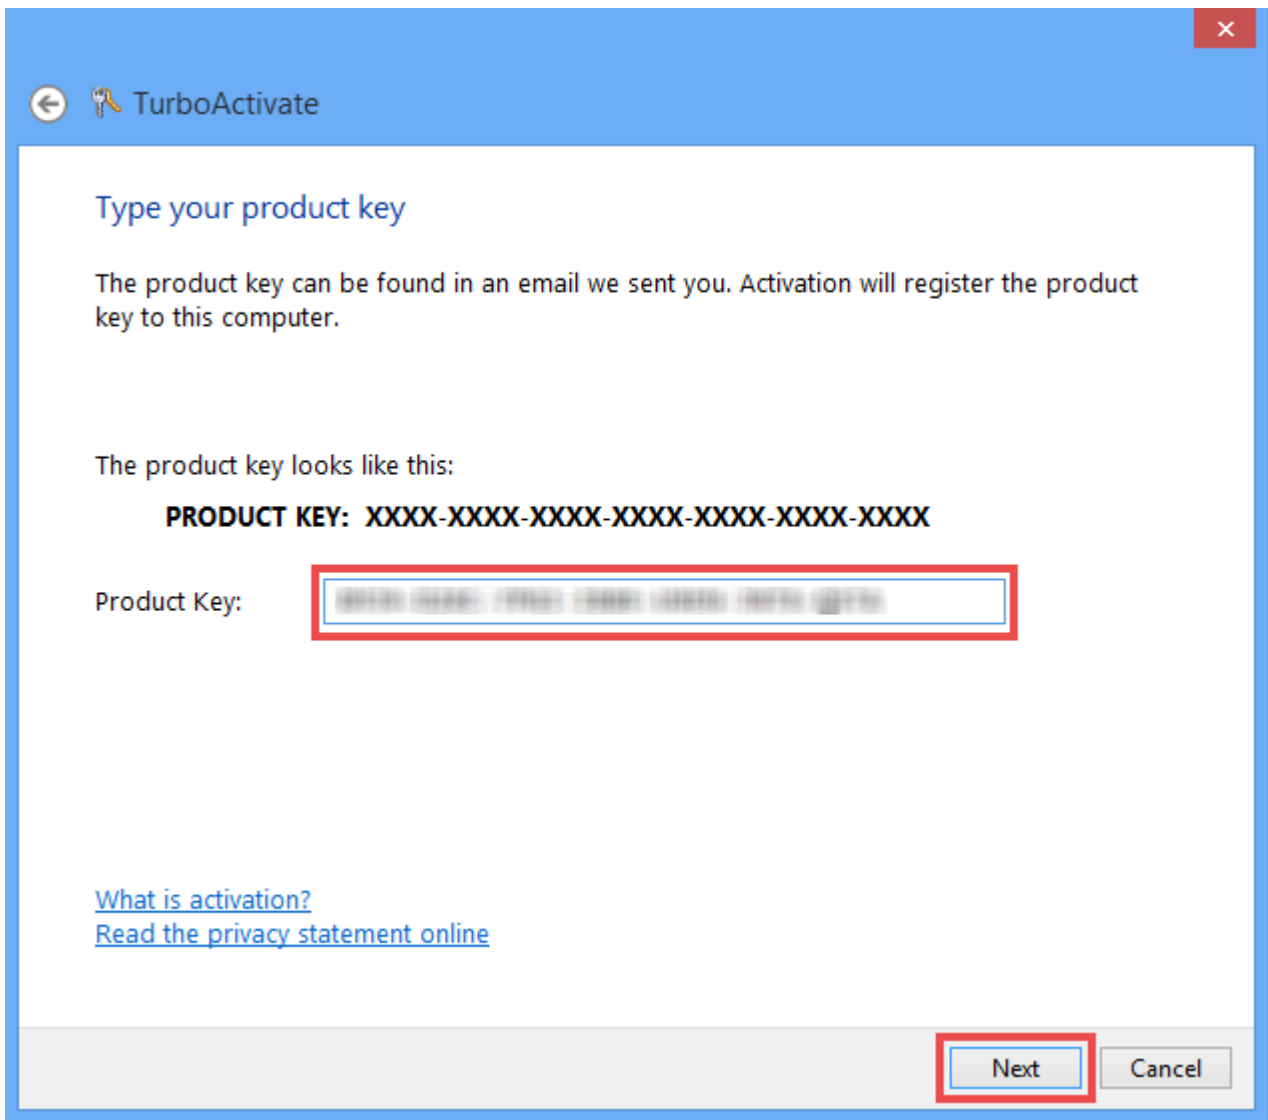 TurboActivate
Type your product key
The product key can be found in an email we sent you. Activation will register the product
key to this computer.
The product key looks like this:
PRODUCT KEY: XXXX-XXXX-XXXX-XXXX-XXXX-XXXX-XXXX
Product Key:
What is activation?
Read the privacy statement online
Next Cancel